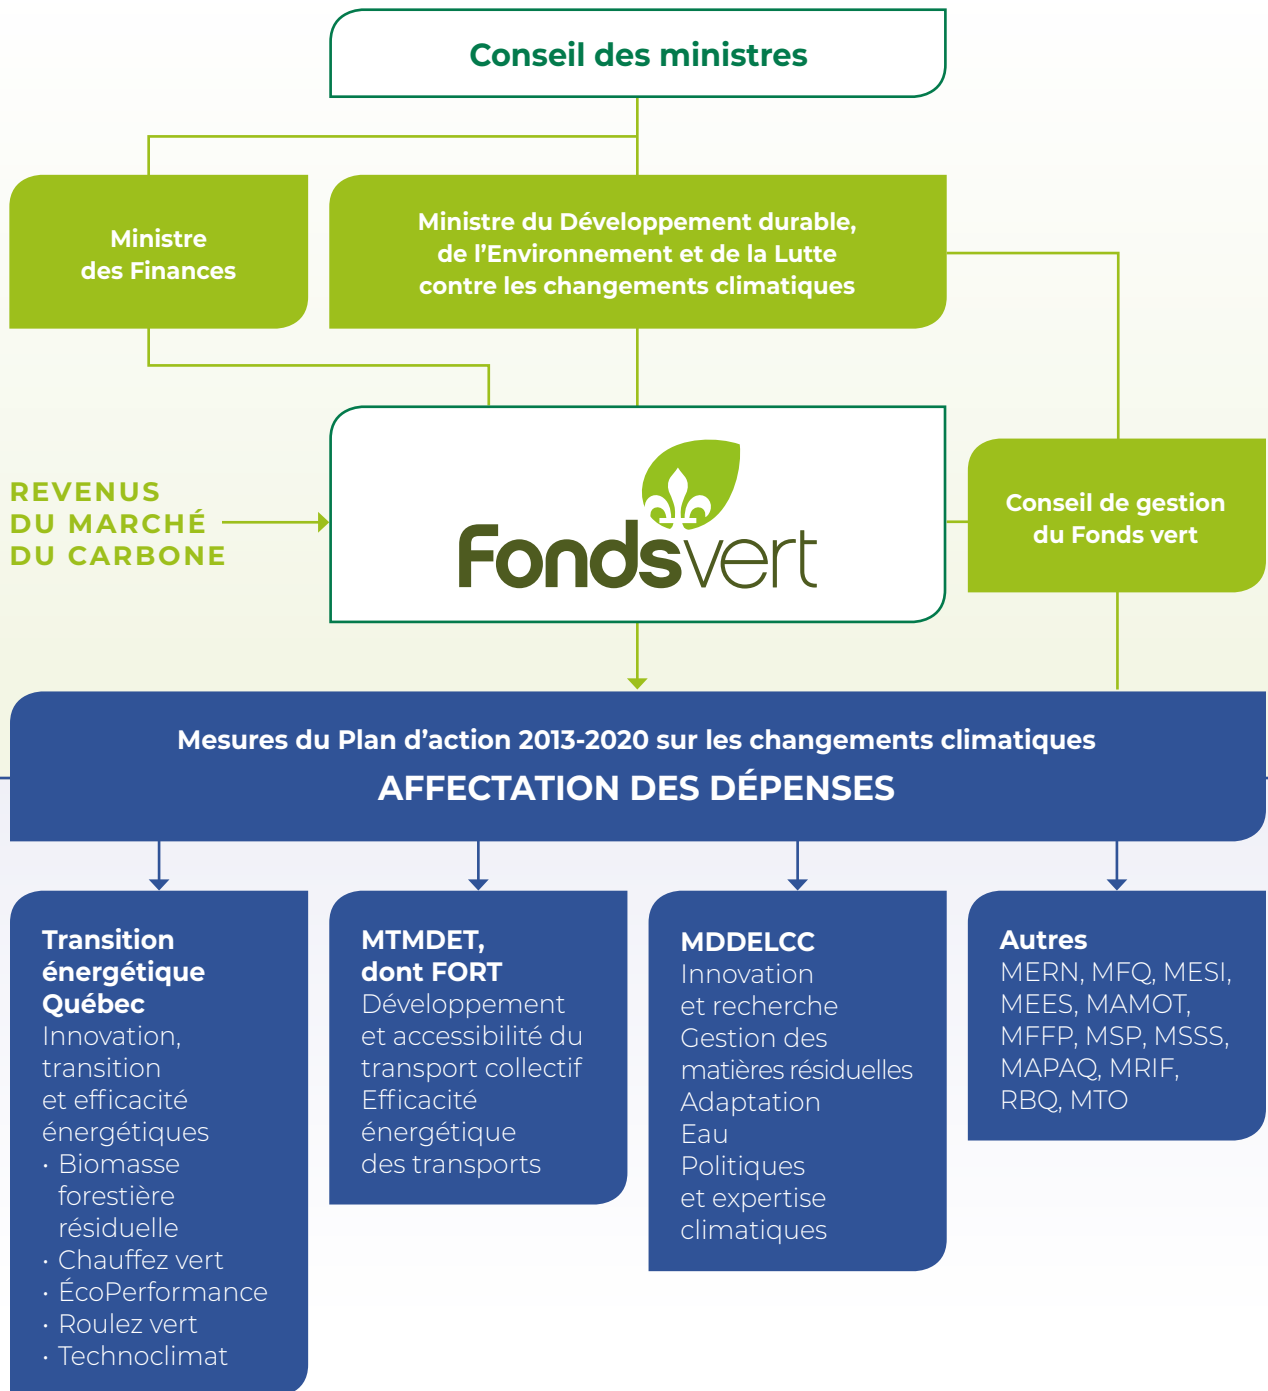 Conseil des ministres
Ministre
des Finances
Ministre du Développement durable,
de l'Environnement et de la Lutte
contre les changements climatiques
REVENUS
DU MARCHÉ
DU CARBONE
Fondsvert
Conseil de gestion
du Fonds vert
Mesures du Plan d'action 2013-2020 sur les changements climatiques
AFFECTATION DES DÉPENSES
Transition
énergétique
Québec
Innovation,
transition
et efficacité
énergétiques
· Biomasse
forestière
résiduelle
· Chauffez vert
· ÉcoPerformance
· Roulez vert
· Technoclimat
MTMDET,
dont FORT
Développement
et accessibilité du
transport collectif
Efficacité
énergétique
des transports
MDDELCC
Innovation
et recherche
Gestion des
matières résiduelles
Adaptation
Eau
Politiques
et expertise
climatiques
Autres
MERN, MFQ, MESI,
MEES, MAMOT,
MFFP, MSP, MSSS,
MAPAQ, MRIF,
RBQ, MTO